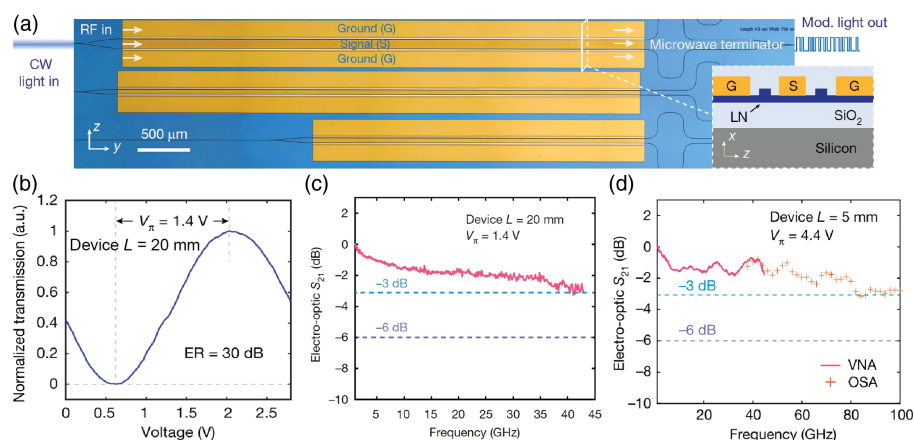 (a)
RF in
Ground (G)
Signal (S)
Ground (G)
CW
light in
Microwave terminator
Mod. light out
500 μm
z
y
G
S
G
LN
SiO2
x
z
Silicon
(b)
Normalized transmission (a.u.)
1.2
1
0.8
0.6
0.4
0.2
0
Vπ = 1.4 V
Device L = 20 mm
ER = 30 dB
0
0.5
1
1.5
2
2.5
Voltage (V)
(c)
Electro-optic S21 (dB)
2
0
−2
−4
−6
−8
−10
Device L = 20 mm
Vπ = 1.4 V
−3 dB
−6 dB
5 10 15 20 25 30 35 40 45
Frequency (GHz)
(d)
Electro-optic S21 (dB)
2
0
−2
−4
−6
−8
−10
Device L = 5 mm
Vπ = 4.4 V
−3 dB
−6 dB
VNA
OSA
20 40 60 80 100
Frequency (GHz)